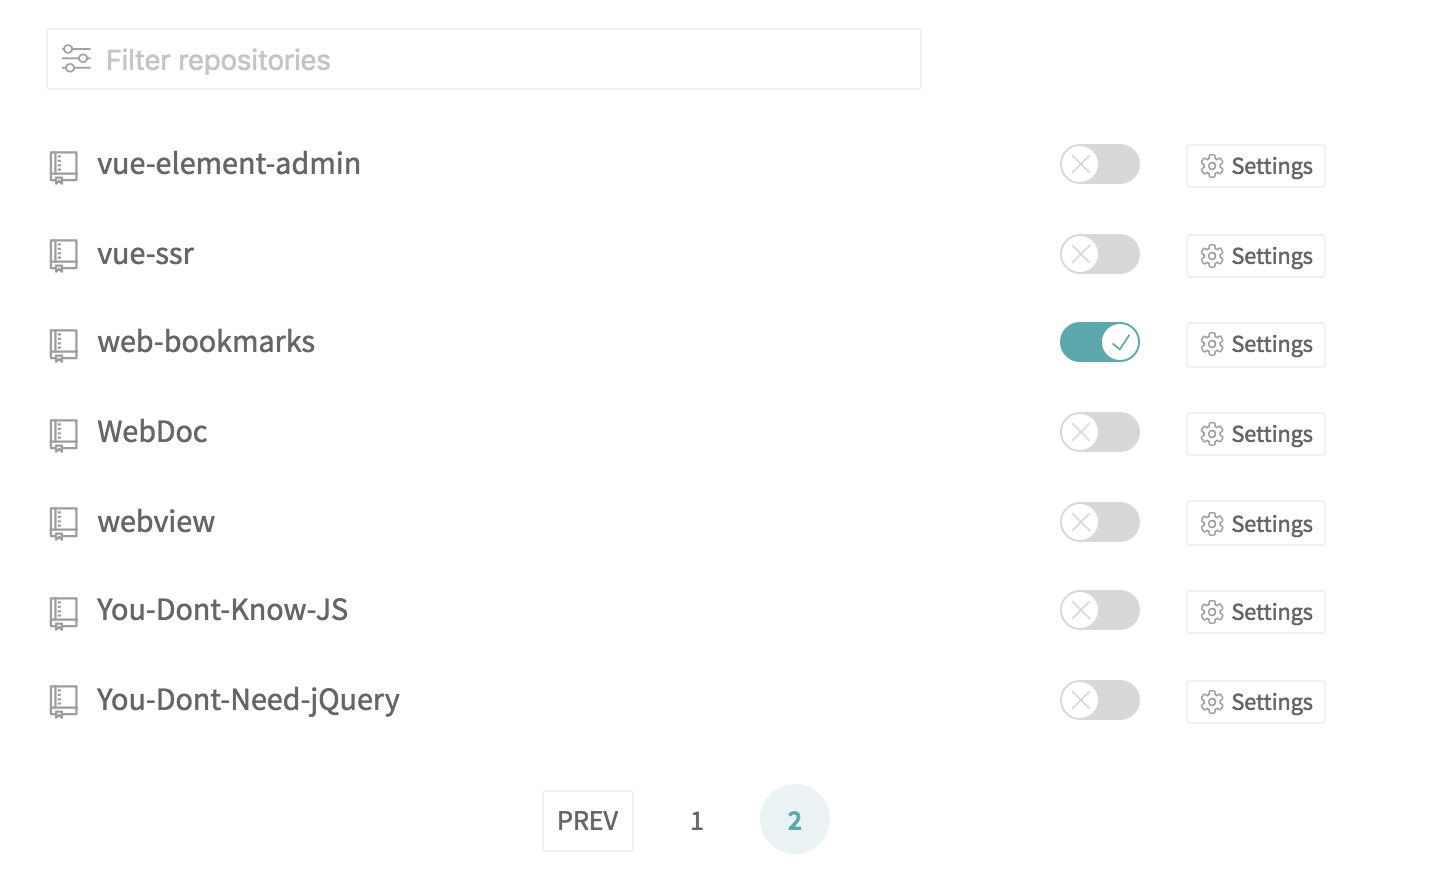 Filter repositories
vue-element-admin Settings
vue-ssr Settings
web-bookmarks Settings
WebDoc Settings
webview Settings
You-Dont-Know-JS Settings
You-Dont-Need-jQuery Settings
PREV 1 2